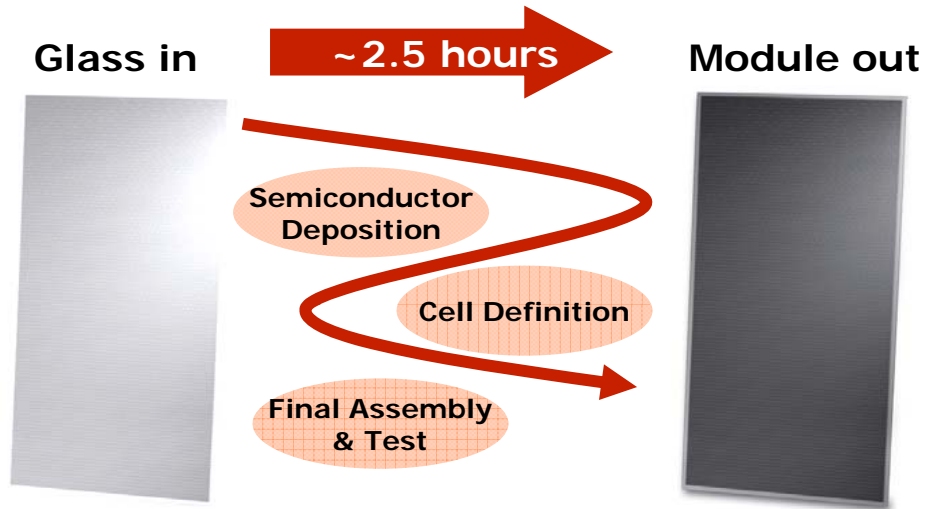 Glass in
~2.5 hours
Module out
Semiconductor
Deposition
Cell Definition
Final Assembly
& Test